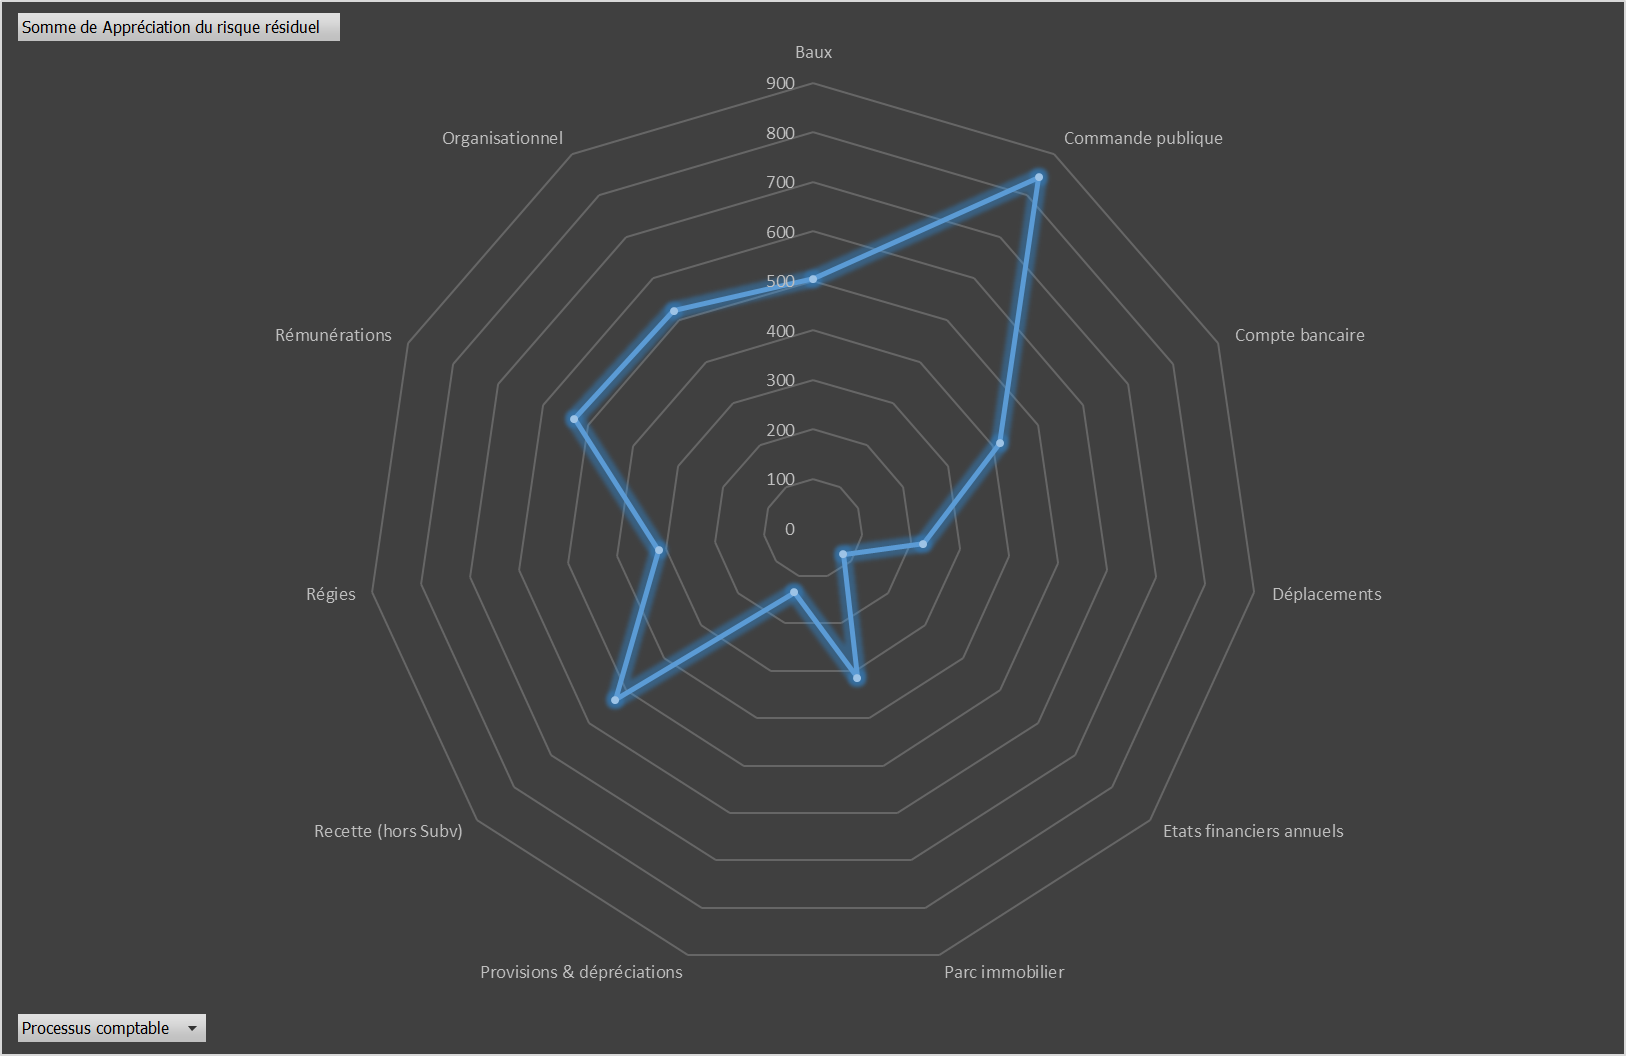 Somme de Appréciation du risque résiduel
Baux
900
800
700
600
500
400
300
200
100
0
Commande publique
Compte bancaire
Déplacements
Etats financiers annuels
Parc immobilier
Provisions & dépréciations
Recette (hors Subv)
Régies
Rémunérations
Organisationnel
Processus comptable